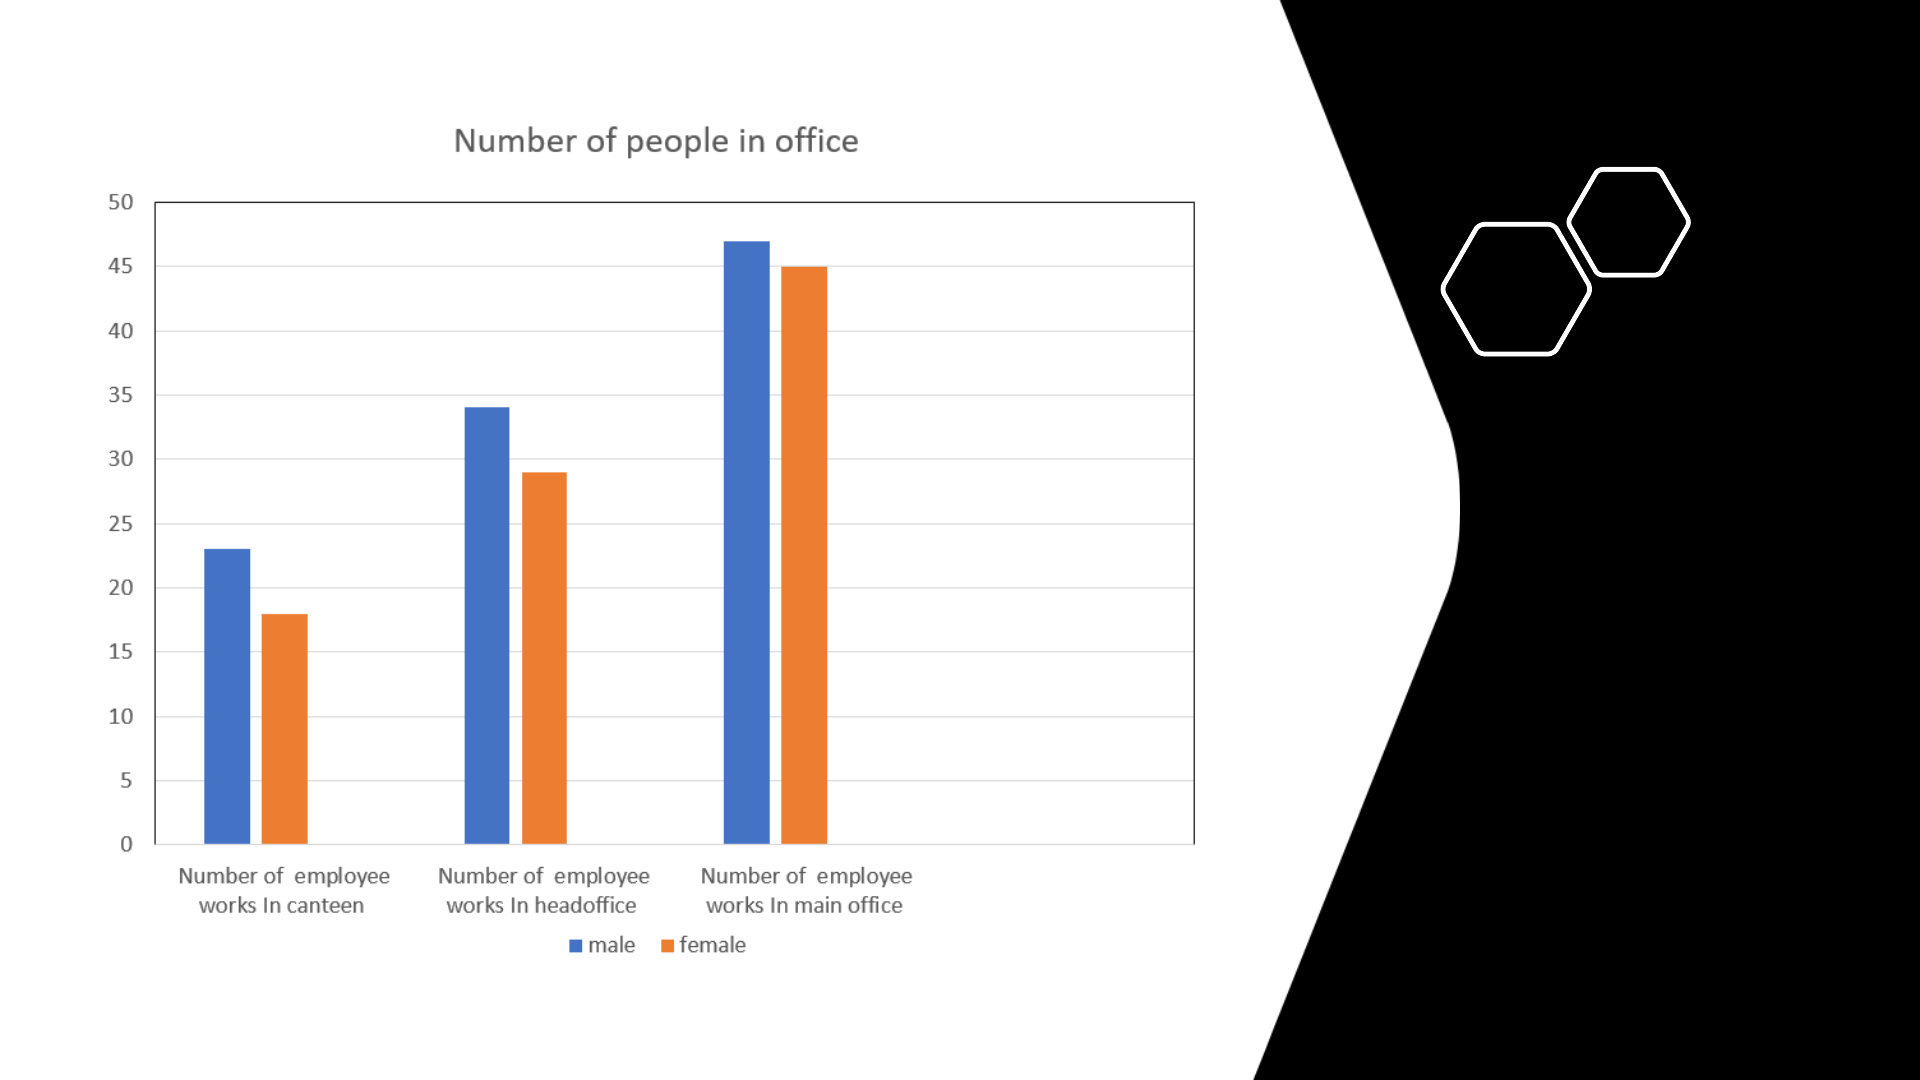 Number of people in office
50
45
40
35
30
25
20
15
10
5
0
Number of  employee
works In canteen
Number of  employee
works In headoffice
Number of  employee
works In main office
male
female